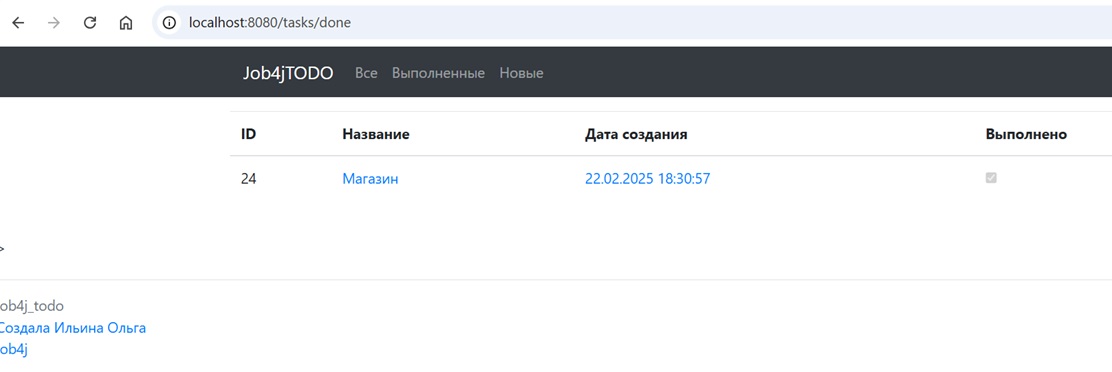 localhost:8080/tasks/done
Job4jTODO Все Выполненные Новые
ID Название Дата создания Выполнено
24 Магазин 22.02.2025 18:30:57
>
ob4j_todo
Создала Ильина Ольга
ob4j